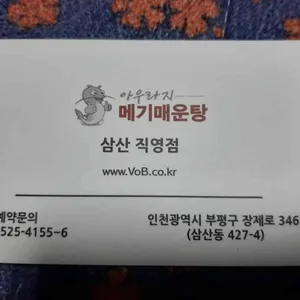 아우라지
메기매운탕
삼산 직영점
www.VoB.co.kr
예약문의
525-4155~6
인천광역시 부평구 장제로 346
(삼산동 427-4)